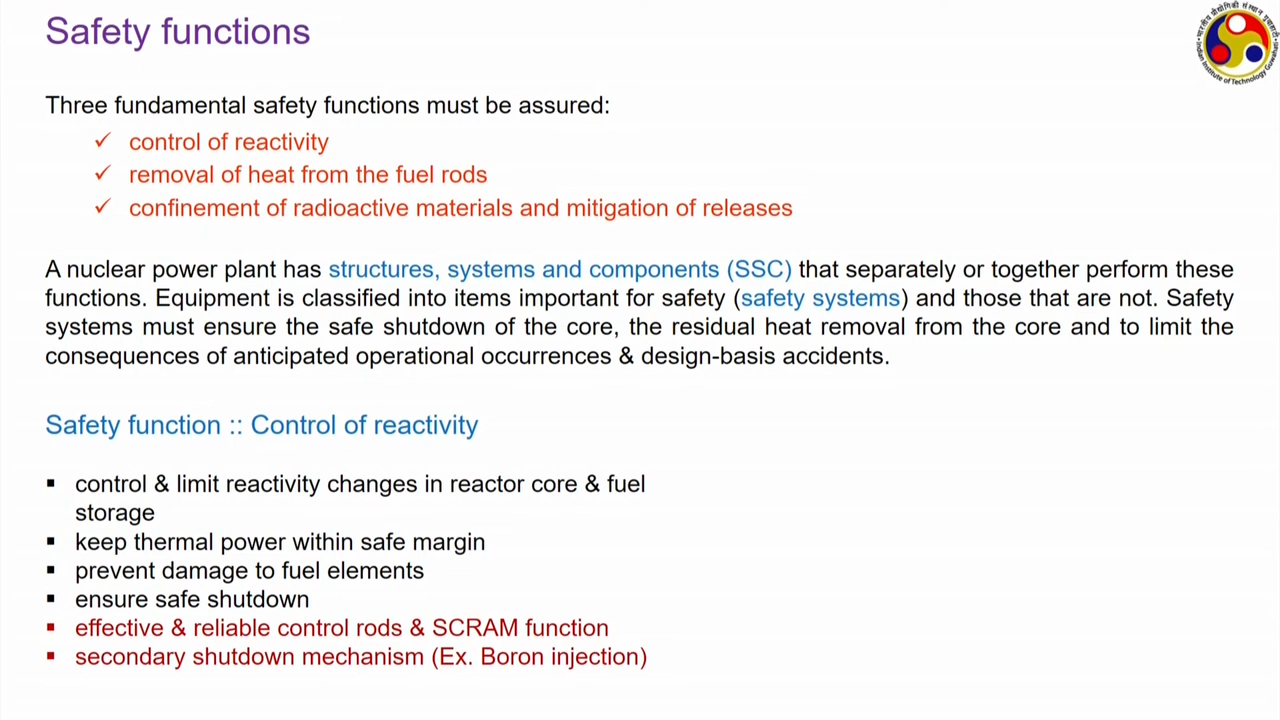 Safety functions
Three fundamental safety functions must be assured:
✓ control of reactivity
✓ removal of heat from the fuel rods
✓ confinement of radioactive materials and mitigation of releases
A nuclear power plant has structures, systems and components (SSC) that separately or together perform these
functions. Equipment is classified into items important for safety (safety systems) and those that are not. Safety
systems must ensure the safe shutdown of the core, the residual heat removal from the core and to limit the
consequences of anticipated operational occurrences & design-basis accidents.
Safety function :: Control of reactivity
▪ control & limit reactivity changes in reactor core & fuel
storage
▪ keep thermal power within safe margin
▪ prevent damage to fuel elements
▪ ensure safe shutdown
▪ effective & reliable control rods & SCRAM function
▪ secondary shutdown mechanism (Ex. Boron injection)
भारतीय प्रौद्योगिकी संस्थान गुवाहाटी
Indian Institute of Technology Guwahati